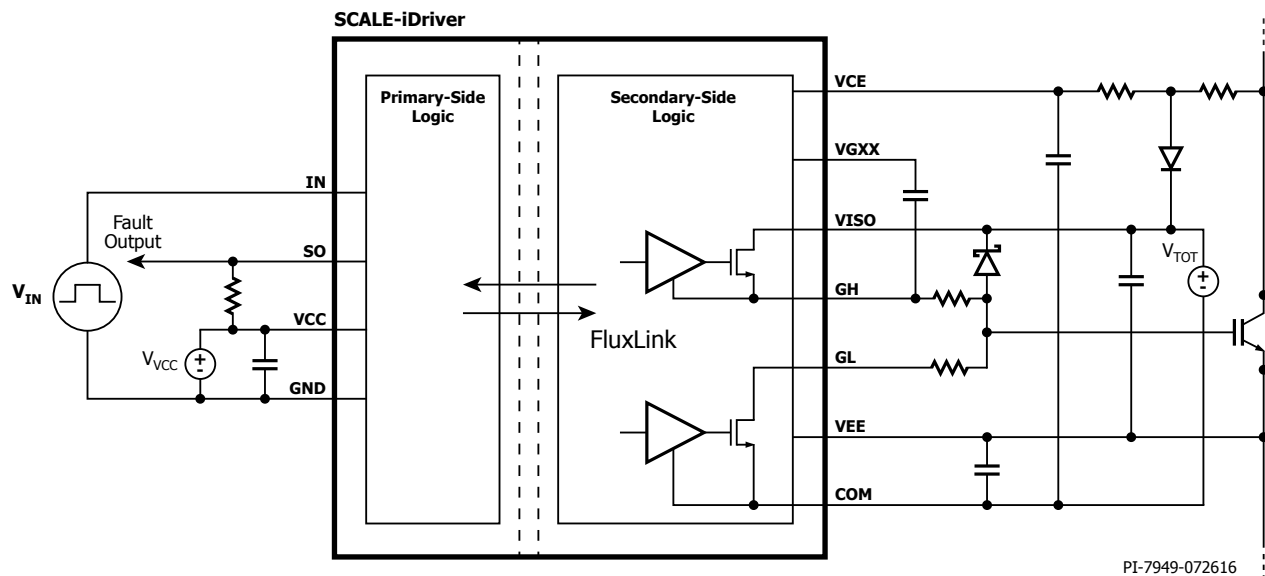 SCALE-iDriver
Primary-Side
Logic
Secondary-Side
Logic
VCE
VGXX
IN
VISO
Fault
Output
SO
VTOT
+
-
VIN
GH
VCC
FluxLink
VVCC
+
-
GL
GND
VEE
COM
PI-7949-072616